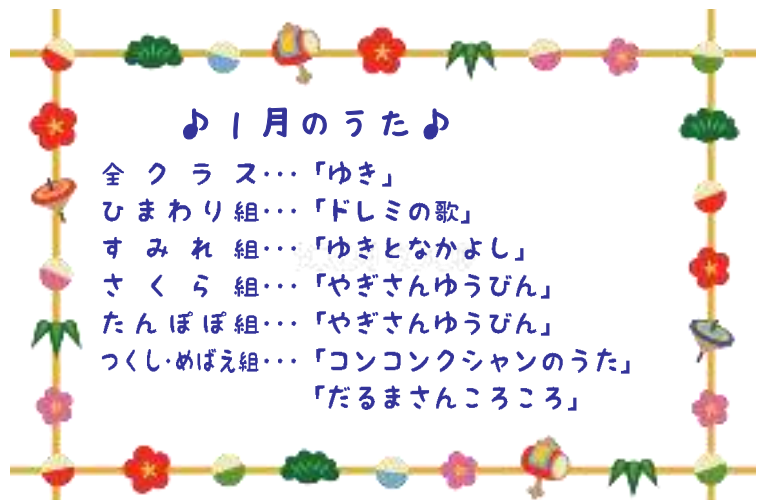 ♪1月のうた♪
全クラス・・・「ゆき」
ひまわり組・・・「ドレミの歌」
すみれ組・・・「ゆきとなかよし」
さくら組・・・「やぎさんゆうびん」
たんぽぽ組・・・「やぎさんゆうびん」
つくし・めばえ組・・・「コンコンクシャンのうた」
「だるまさんころころ」